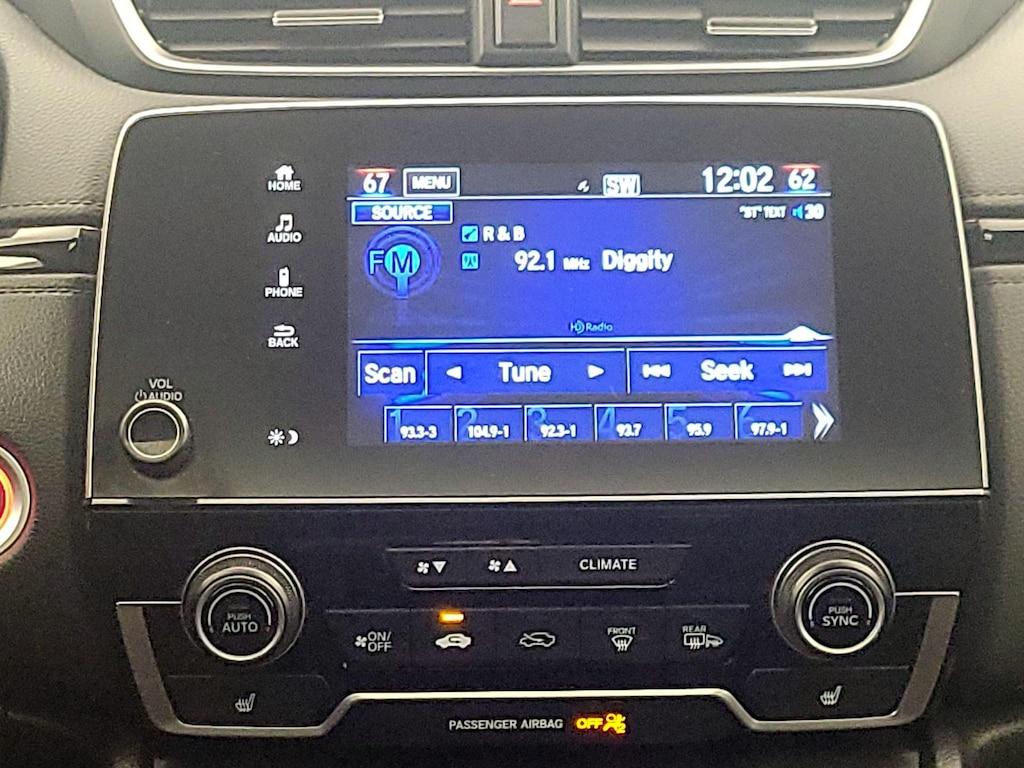 67 MENU SW 12:02 62
HOME
SOURCE "ST" TEXT 30
AUDIO
R & B
FM 92.1 MHz Diggity
PHONE
HD Radio
BACK
Scan Tune Seek
VOL
AUDIO
1 93.3-3 2 104.9-1 3 92.3-1 4 93.7 5 95.9 6 97.9-1
CLIMATE
PUSH
AUTO
PUSH
SYNC
ON/
OFF
FRONT
REAR
PASSENGER AIRBAG OFF 2